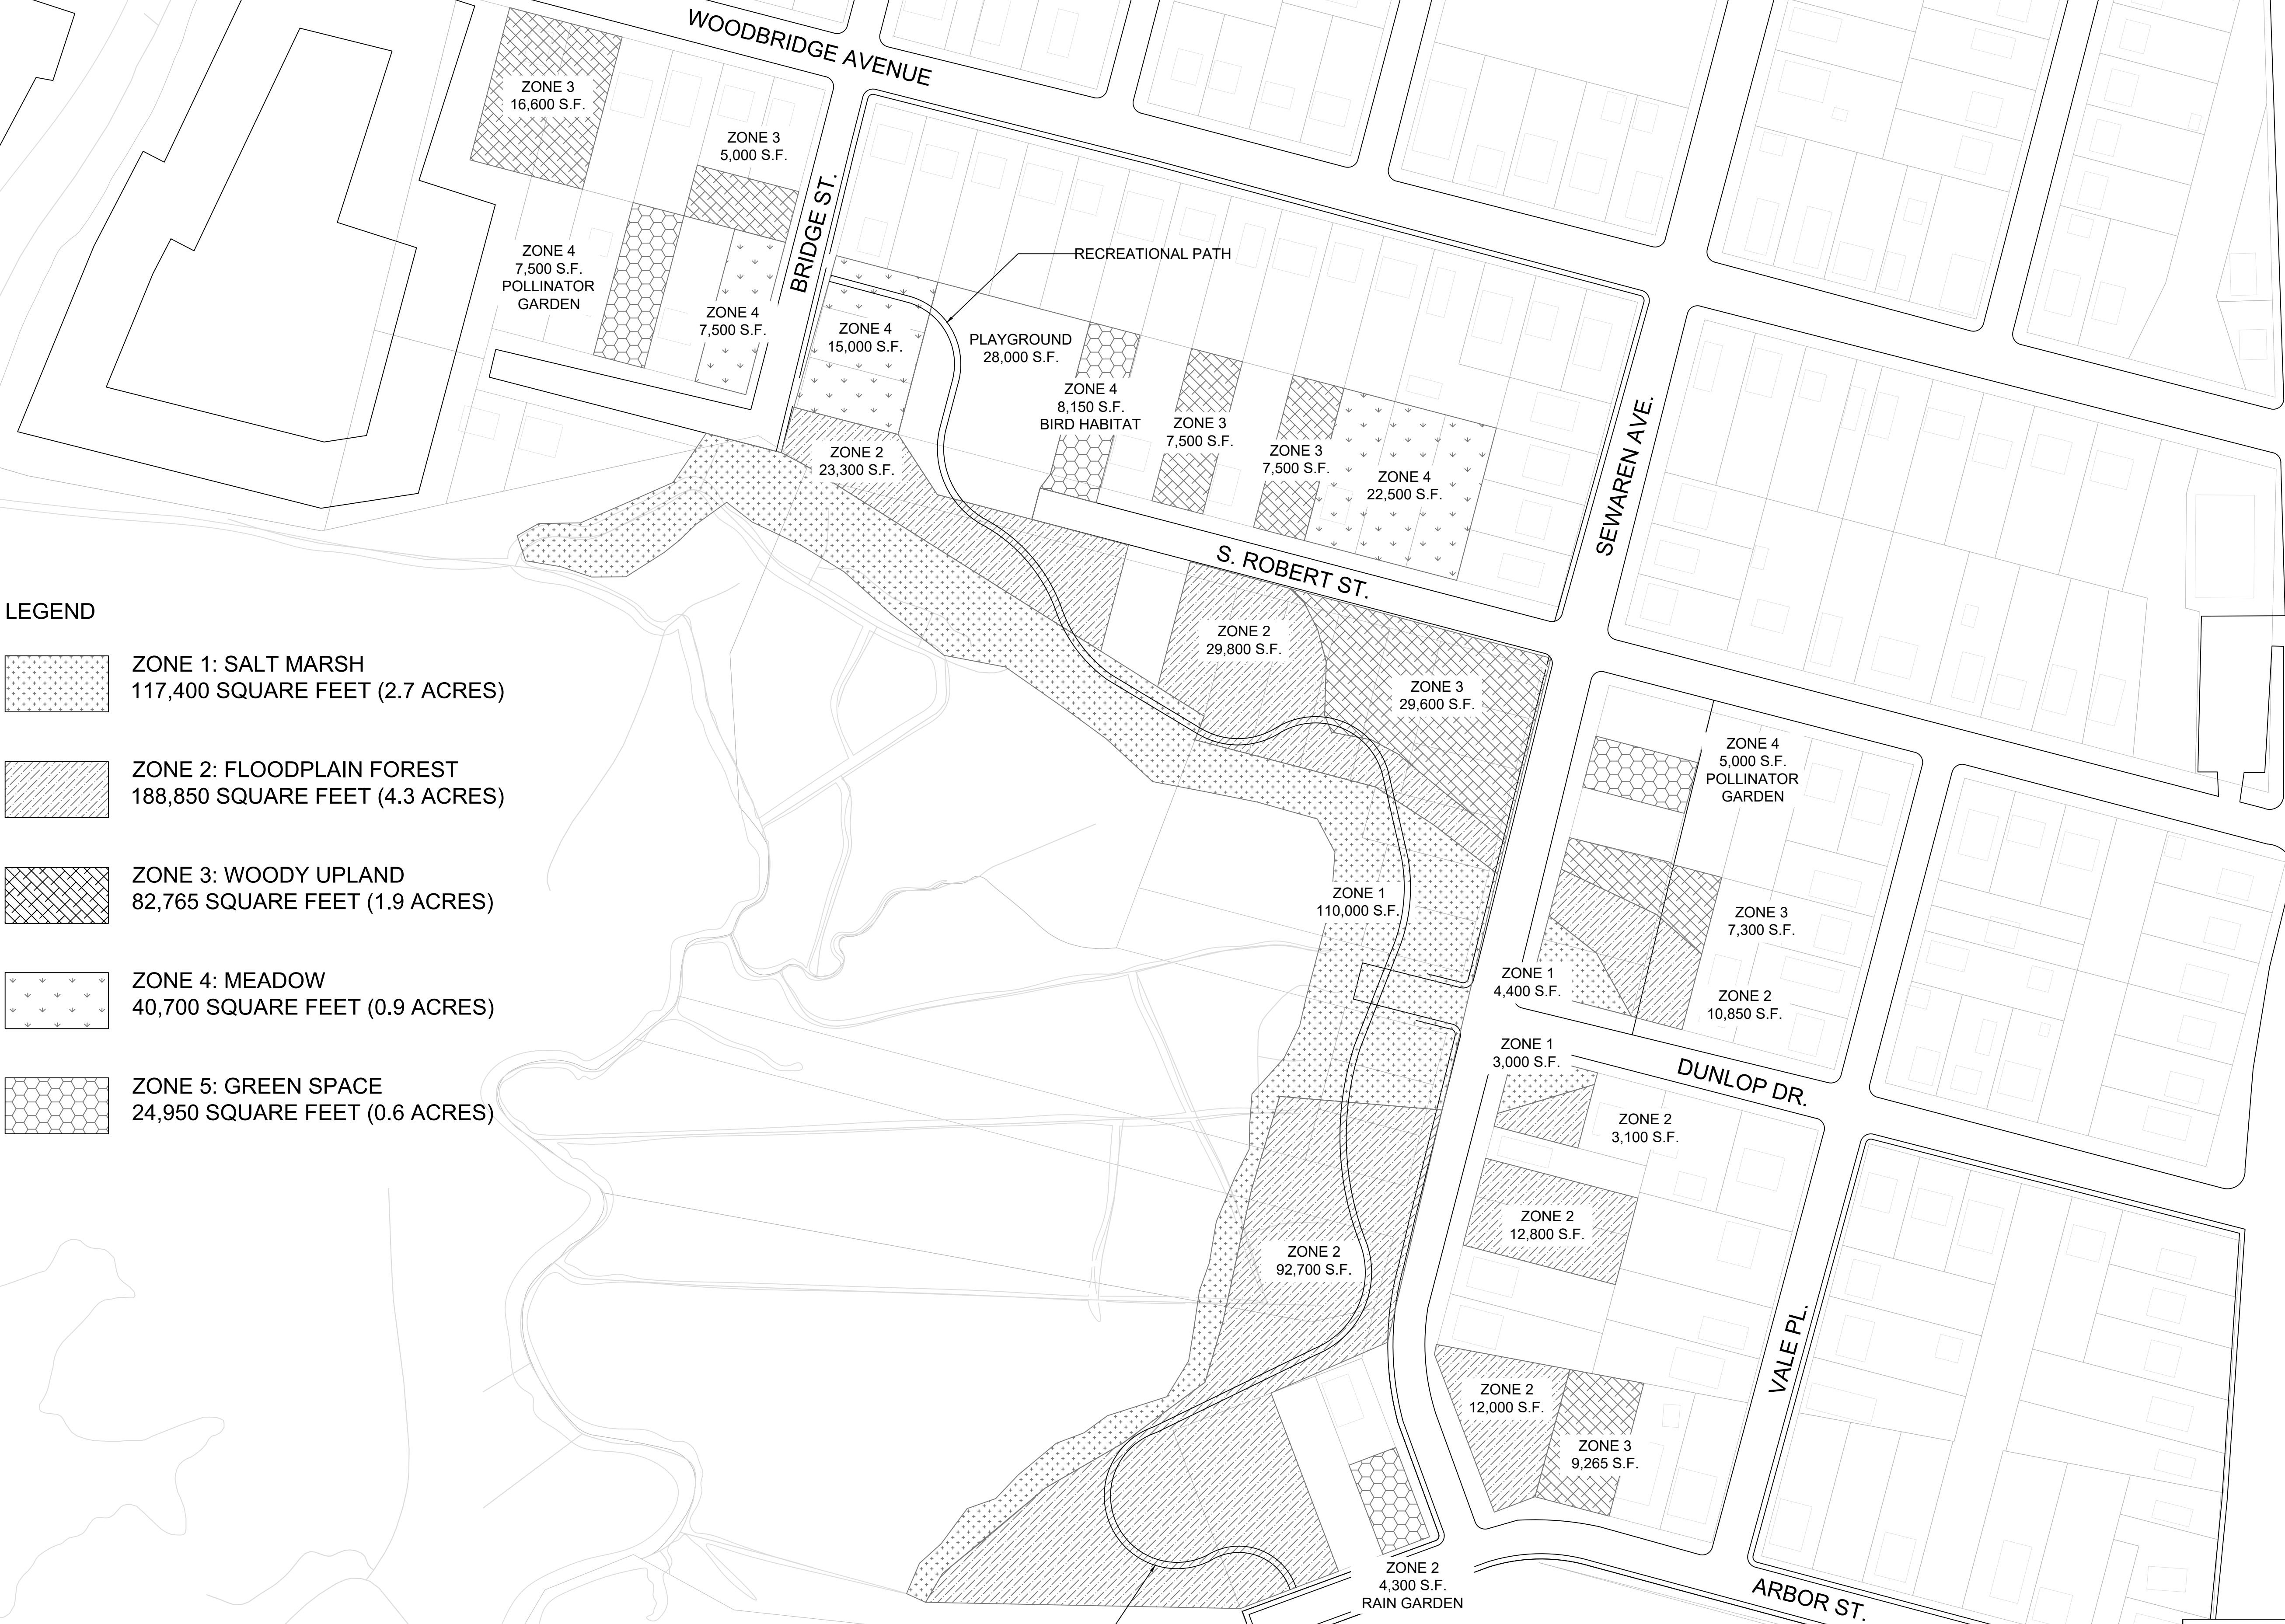 WOODBRIDGE AVENUE
ZONE 3
16,600 S.F.
ZONE 3
5,000 S.F.
BRIDGE ST.
ZONE 4
7,500 S.F.
POLLINATOR
GARDEN
ZONE 4
7,500 S.F.
RECREATIONAL PATH
ZONE 4
15,000 S.F.
PLAYGROUND
28,000 S.F.
ZONE 4
8,150 S.F.
BIRD HABITAT
ZONE 3
7,500 S.F.
ZONE 3
7,500 S.F.
ZONE 4
22,500 S.F.
SEWAREN AVE.
ZONE 2
23,300 S.F.
S. ROBERT ST.
LEGEND
ZONE 1: SALT MARSH
117,400 SQUARE FEET (2.7 ACRES)
ZONE 2: FLOODPLAIN FOREST
188,850 SQUARE FEET (4.3 ACRES)
ZONE 3: WOODY UPLAND
82,765 SQUARE FEET (1.9 ACRES)
ZONE 4: MEADOW
40,700 SQUARE FEET (0.9 ACRES)
ZONE 5: GREEN SPACE
24,950 SQUARE FEET (0.6 ACRES)
ZONE 2
29,800 S.F.
ZONE 3
29,600 S.F.
ZONE 4
5,000 S.F.
POLLINATOR
GARDEN
ZONE 1
110,000 S.F.
ZONE 3
7,300 S.F.
ZONE 1
4,400 S.F.
ZONE 2
10,850 S.F.
ZONE 1
3,000 S.F.
DUNLOP DR.
ZONE 2
3,100 S.F.
ZONE 2
12,800 S.F.
ZONE 2
92,700 S.F.
VALE PL.
ZONE 2
12,000 S.F.
ZONE 3
9,265 S.F.
ZONE 2
4,300 S.F.
RAIN GARDEN
ARBOR ST.